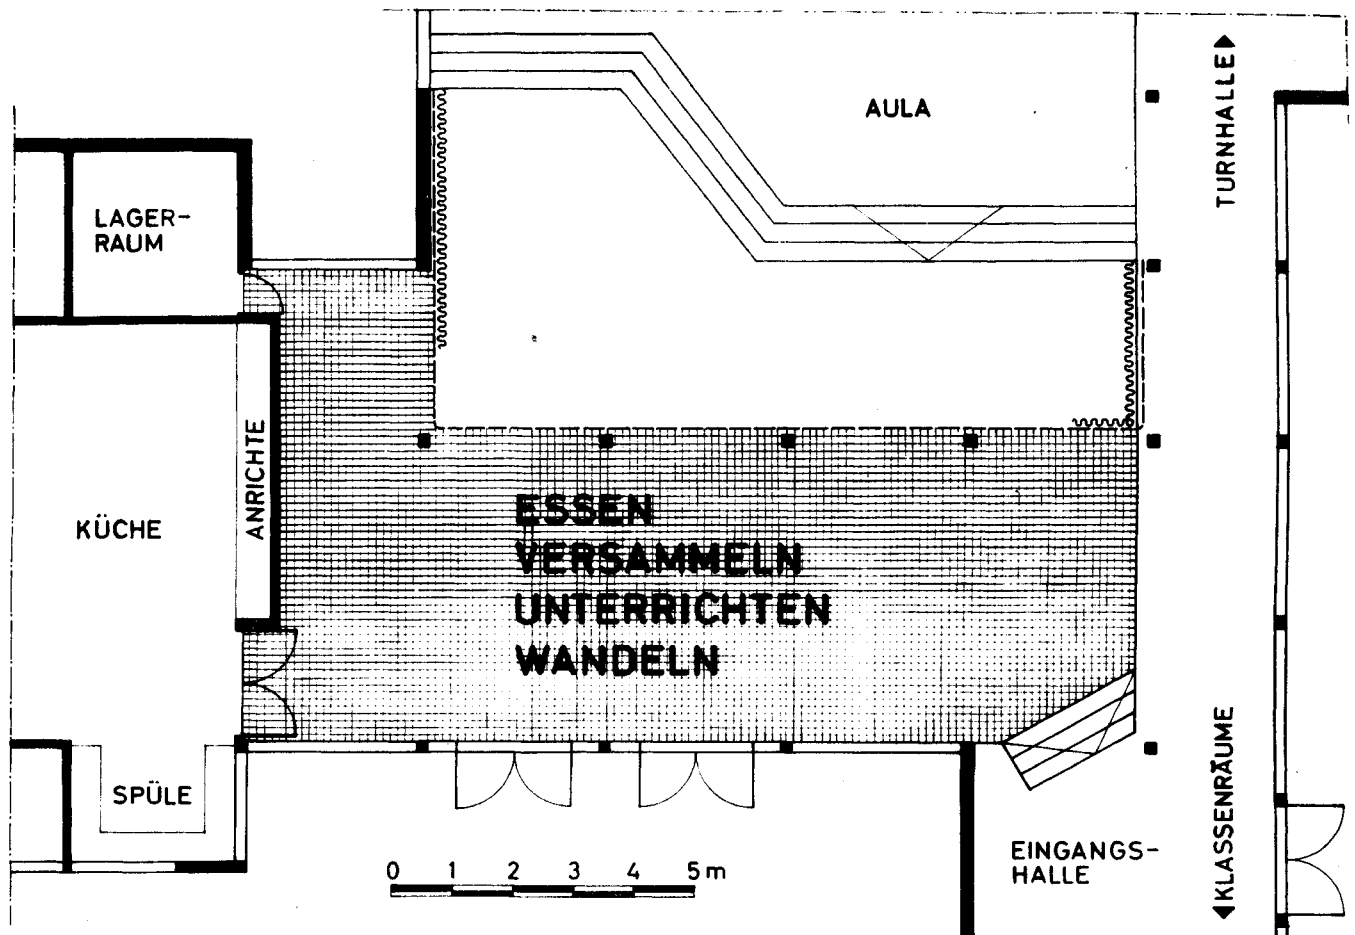 AULA
TURNHALLE
LAGER-
RAUM
ANRICHTE
KÜCHE
ESSEN
VERSAMMELN
UNTERRICHTEN
WANDELN
SPÜLE
KLASSENRÄUME
EINGANGS-
HALLE
0 1 2 3 4 5 m